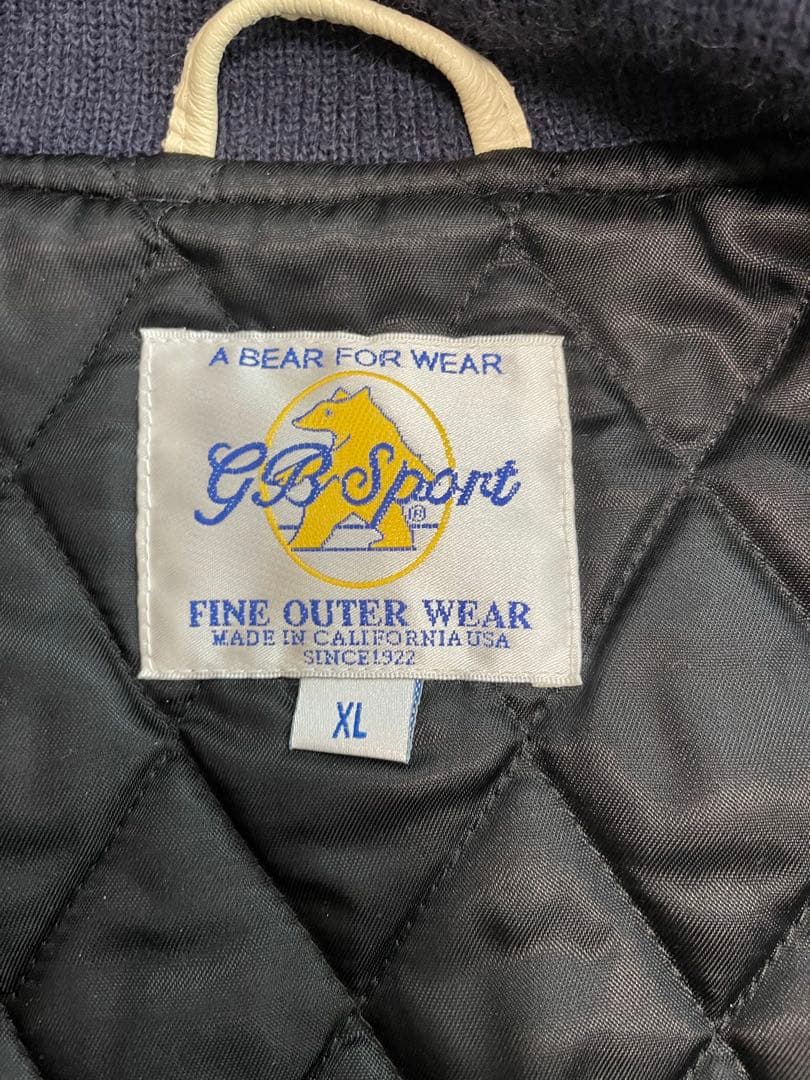 A BEAR FOR WEAR
GB Sport
®
FINE OUTER WEAR
MADE IN CALIFORNIA USA
SINCE1922
XL